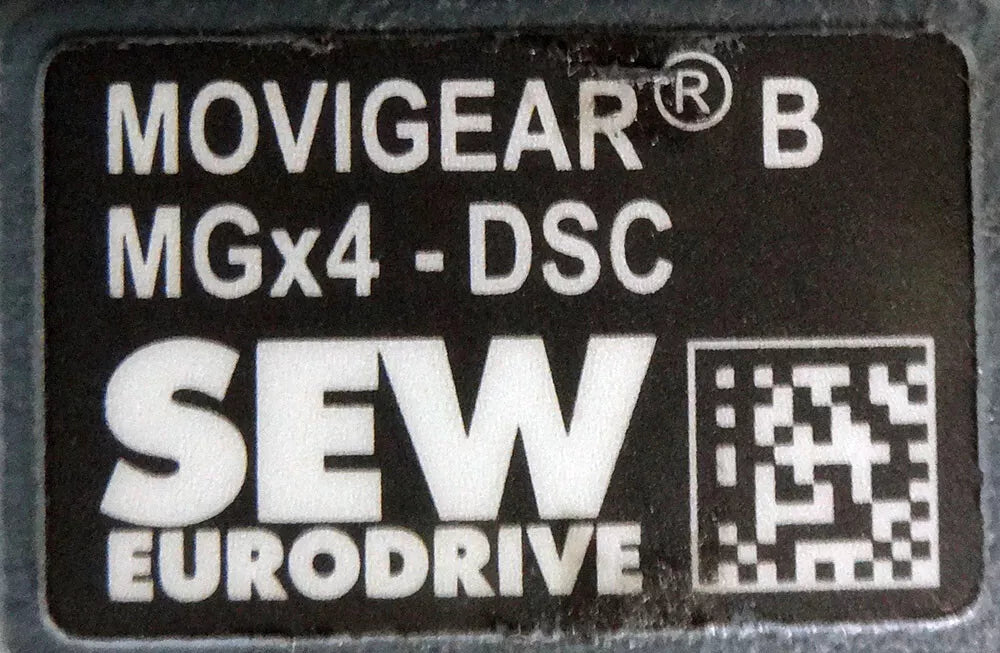 MOVIGEAR® B
MGx4 - DSC
SEW
EURODRIVE